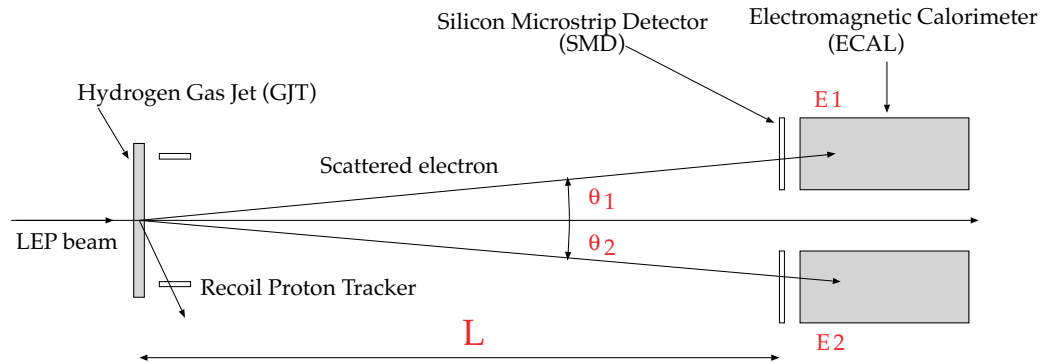 Silicon Microstrip Detector
(SMD)
Electromagnetic Calorimeter
(ECAL)
Hydrogen Gas Jet (GJT)
E1
Scattered electron
θ1
LEP beam
θ2
Recoil Proton Tracker
L
E2